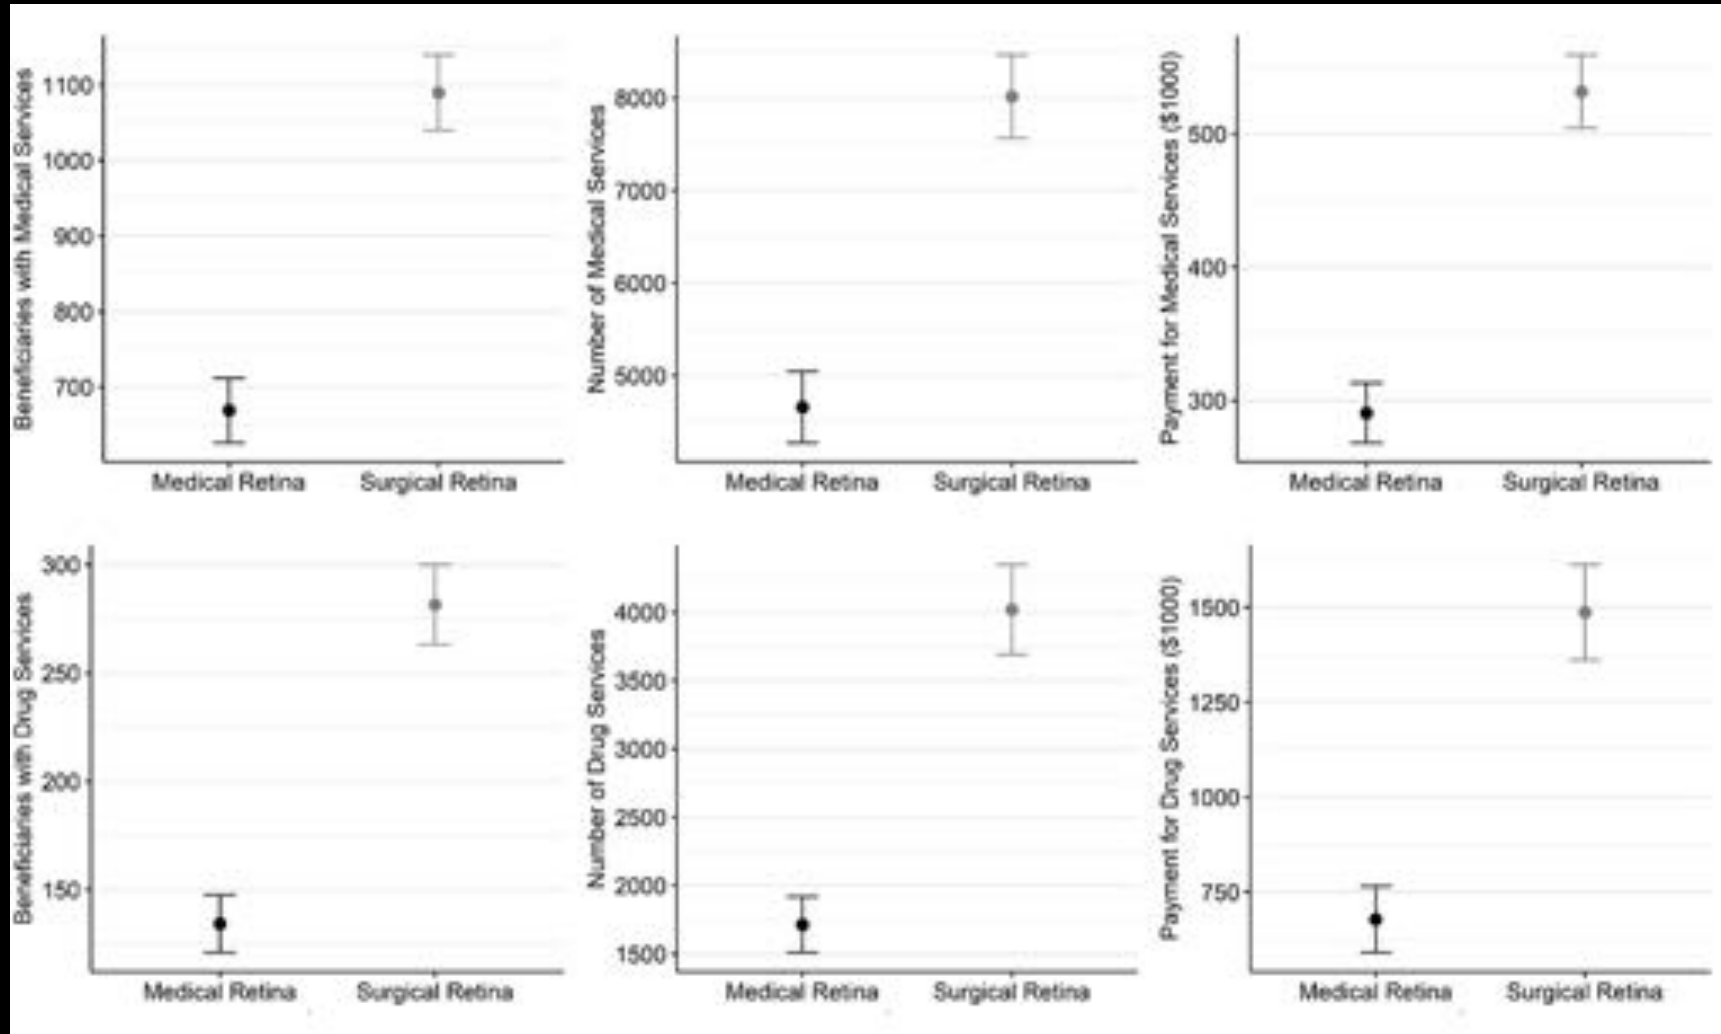 Beneficiaries with Medical Services
1100
1000
900
800
700
Medical Retina Surgical Retina
Number of Medical Services
8000
7000
6000
5000
Medical Retina Surgical Retina
Payment for Medical Services ($1000)
500
400
300
Medical Retina Surgical Retina
Beneficiaries with Drug Services
300
250
200
150
Medical Retina Surgical Retina
Number of Drug Services
4000
3500
3000
2500
2000
1500
Medical Retina Surgical Retina
Payment for Drug Services ($1000)
1500
1250
1000
750
Medical Retina Surgical Retina